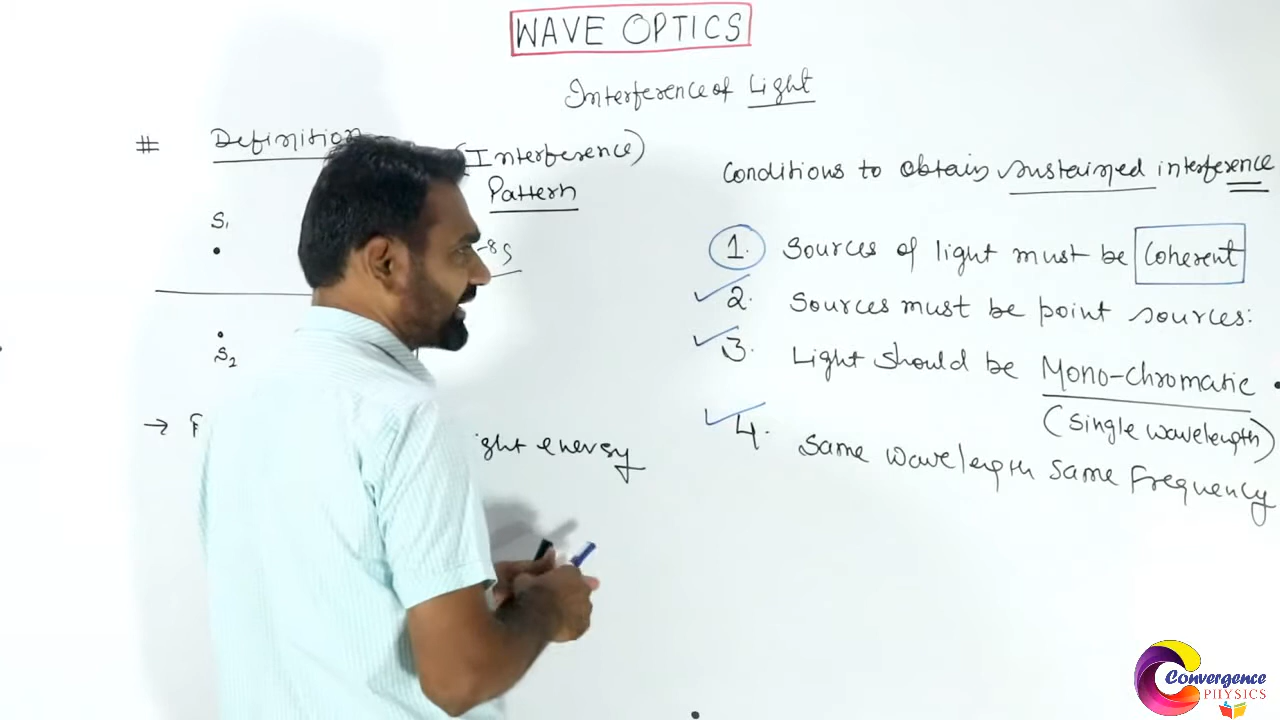 WAVE OPTICS
Interference of Light
# Definition (Interference)
Pattern
S1
-8s
S2
→
ight energy
Conditions to obtain sustained interference
1. Sources of light must be Coherent
2. Sources must be point sources:
3. Light should be Mono-chromatic
(Single wavelength)
4. Same wavelength same frequency
Convergence
PHYSICS